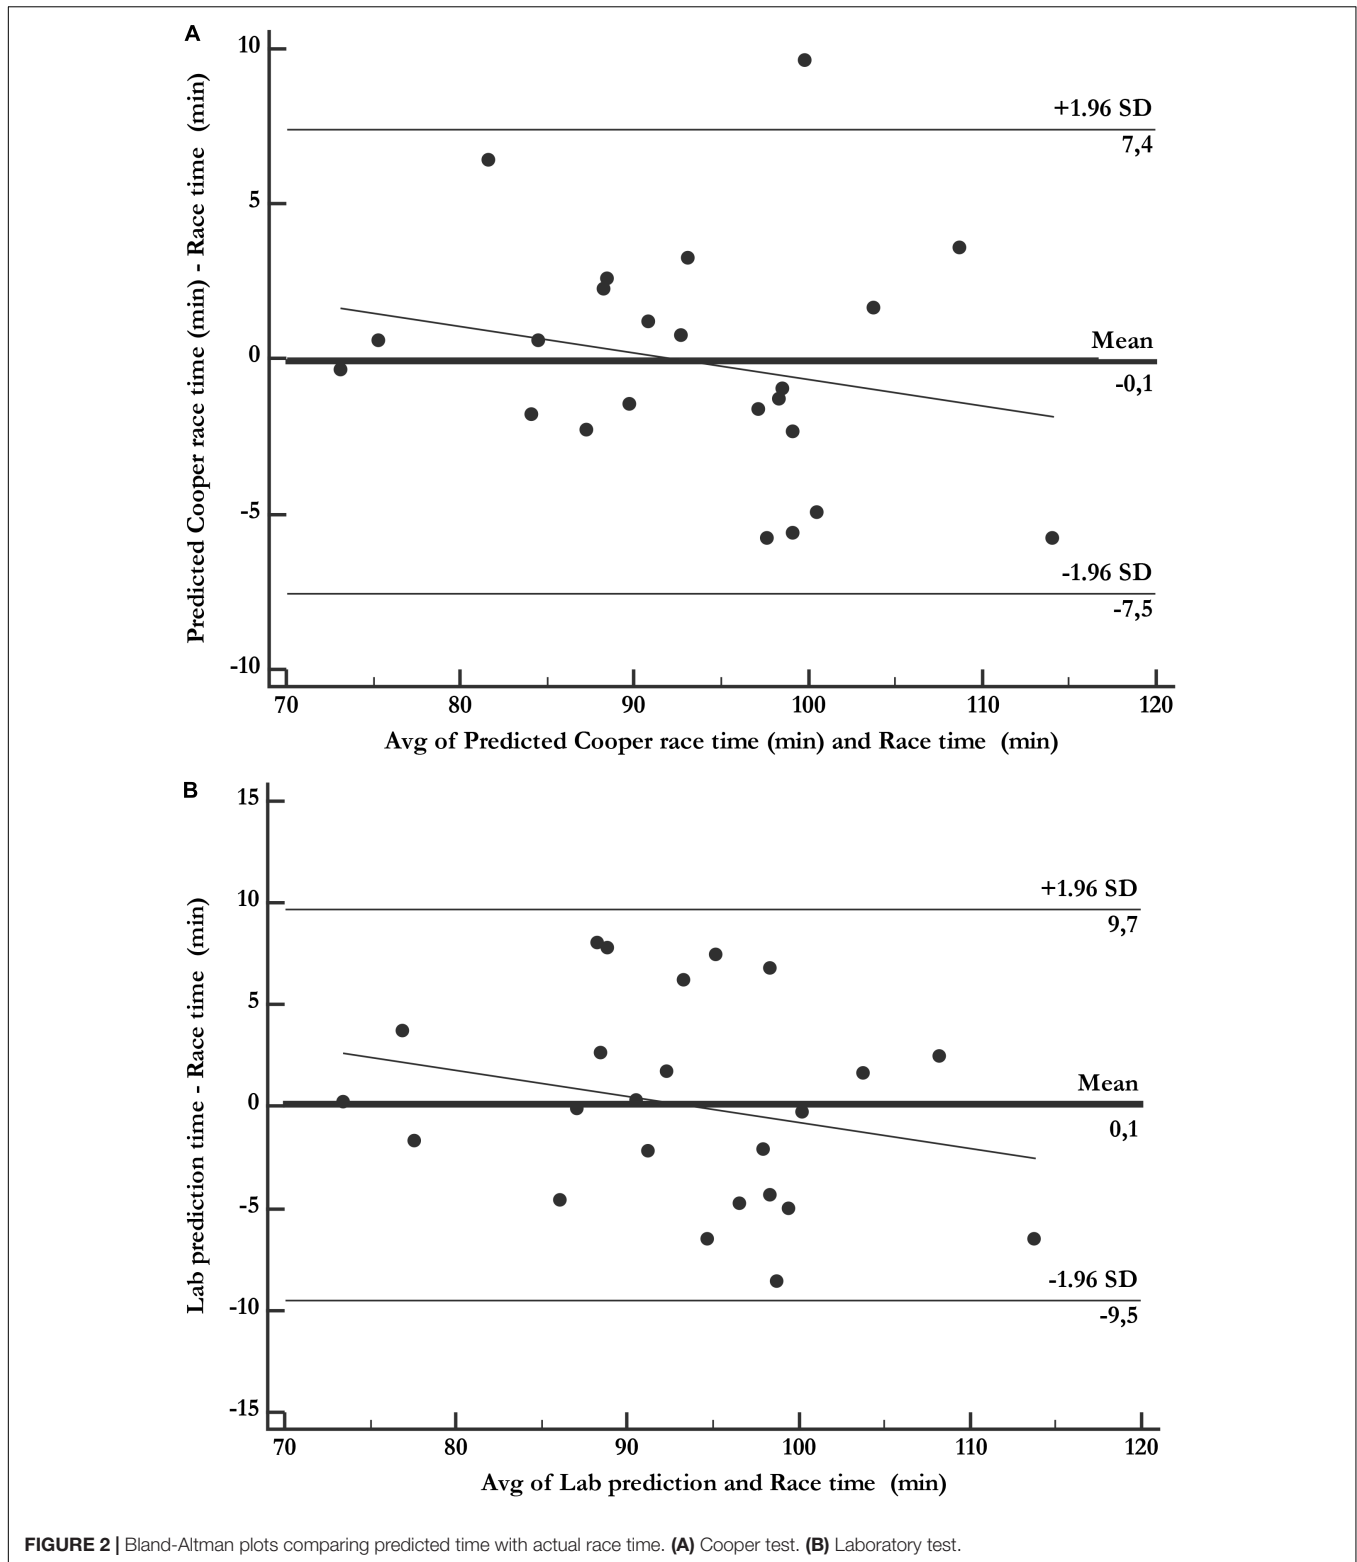 A
10
+1.96 SD
7,4
5
Mean
0
-0,1
-5
-1.96 SD
-7,5
-10
Predicted Cooper race time (min) - Race time (min)
70 80 90 100 110 120
Avg of Predicted Cooper race time (min) and Race time (min)
B
15
10
+1.96 SD
9,7
5
Mean
0
0,1
-5
-1.96 SD
-10
-9,5
-15
Lab prediction time - Race time (min)
70 80 90 100 110 120
Avg of Lab prediction and Race time (min)
FIGURE 2 | Bland-Altman plots comparing predicted time with actual race time. (A) Cooper test. (B) Laboratory test.